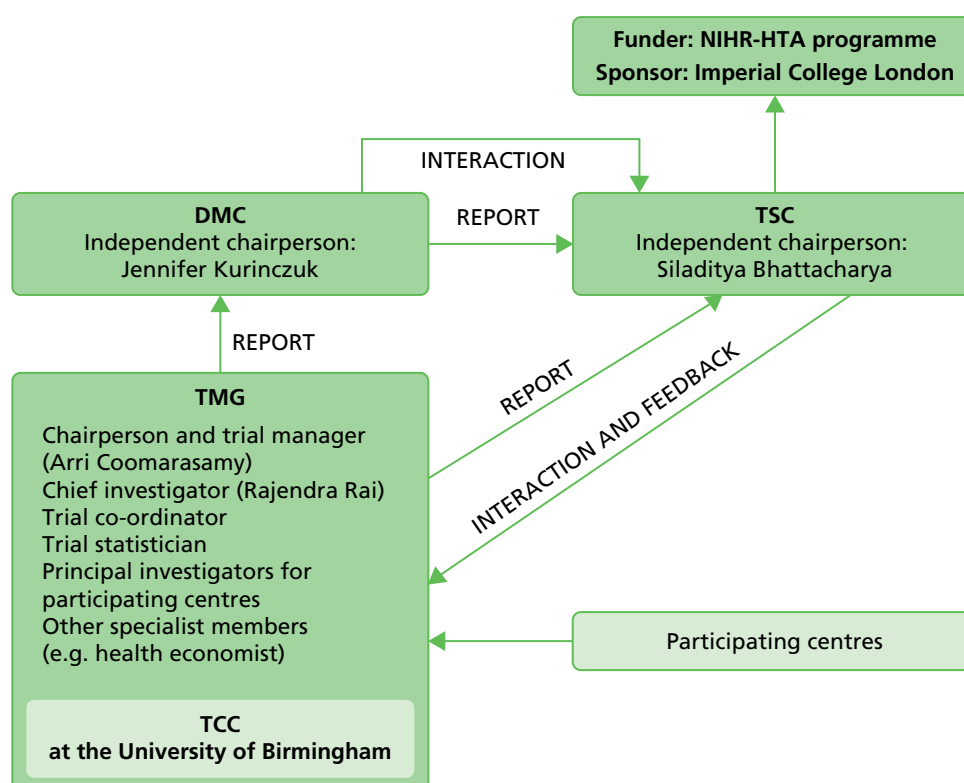 Funder: NIHR-HTA programme
Sponsor: Imperial College London
INTERACTION
DMC
Independent chairperson:
Jennifer Kurinczuk
REPORT
TSC
Independent chairperson:
Siladitya Bhattacharya
REPORT
REPORT
INTERACTION AND FEEDBACK
TMG
Chairperson and trial manager
(Arri Coomarasamy)
Chief investigator (Rajendra Rai)
Trial co-ordinator
Trial statistician
Principal investigators for
participating centres
Other specialist members
(e.g. health economist)
Participating centres
TCC
at the University of Birmingham